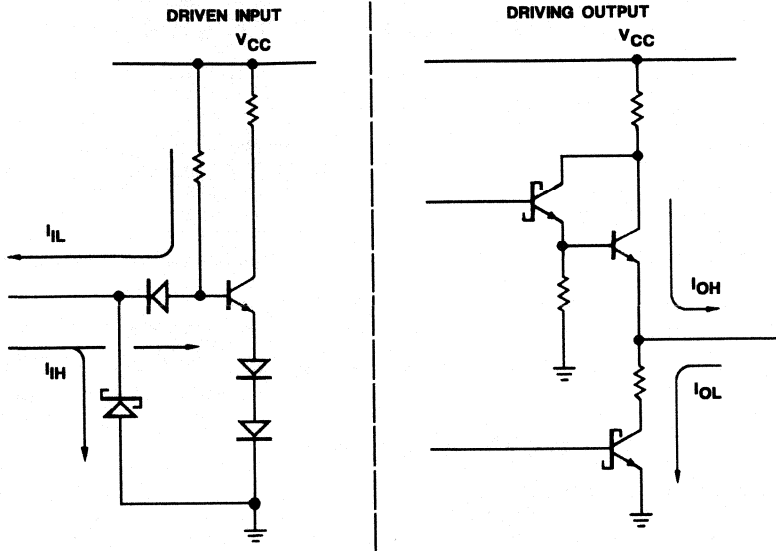 DRIVEN INPUT
VCC
IIL
IIH
DRIVING OUTPUT
VCC
IOH
IOL